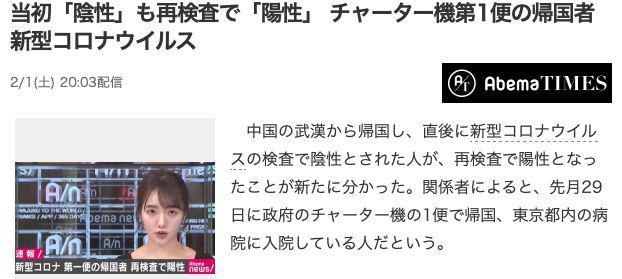 当初「陰性」も再検査で「陽性」 チャーター機第1便の帰国者
新型コロナウイルス
2/1(土) 20:03配信
AbemaTIMES
中国の武漢から帰国し、直後に新型コロナウイル
スの検査で陰性とされた人が、再検査で陽性となっ
たことが新たに分かった。関係者によると、先月29
日に政府のチャーター機の1便で帰国、東京都内の病
院に入院している人だという。
速報/
新型コロナ 第一便の帰国者 再検査で陽性
Abema
news/